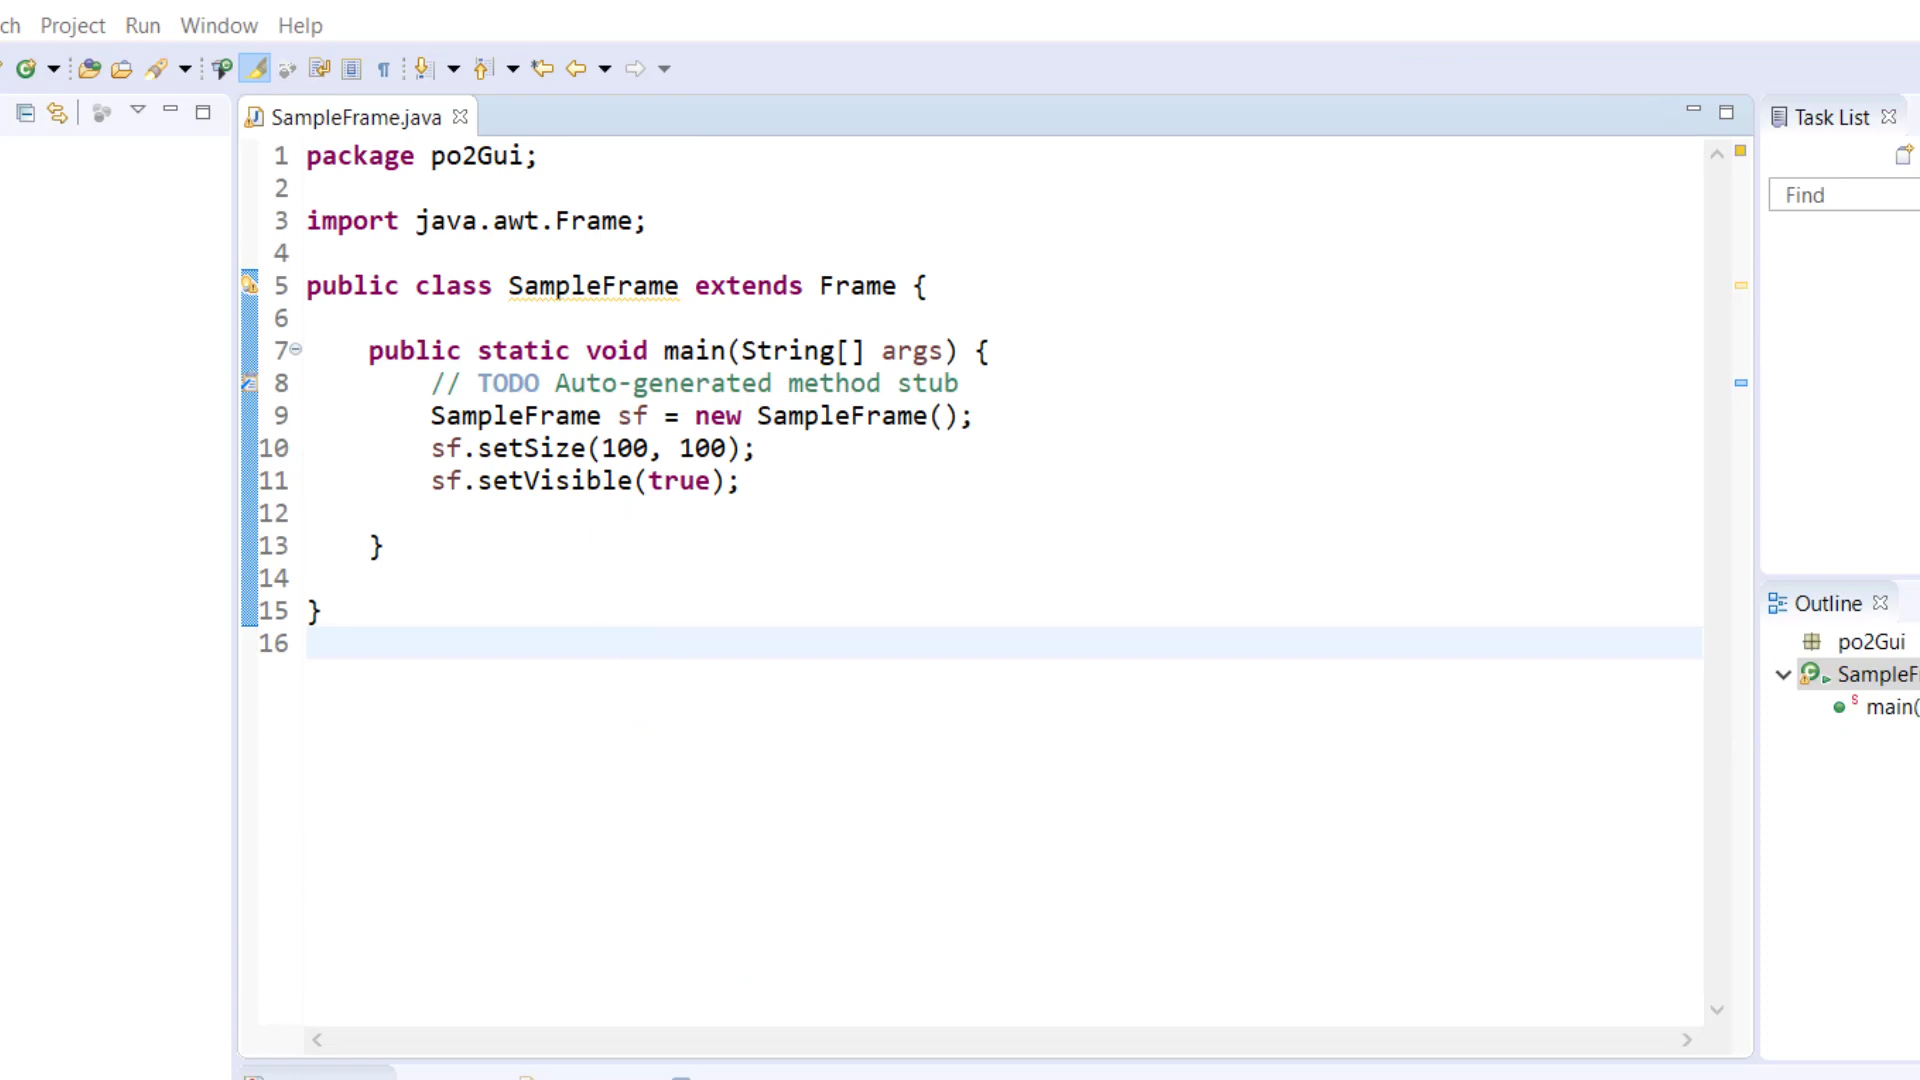 ch Project Run Window Help
SampleFrame.java
1 package po2Gui;
2
3 import java.awt.Frame;
4
5 public class SampleFrame extends Frame {
6
7     public static void main(String[] args) {
8         // TODO Auto-generated method stub
9         SampleFrame sf = new SampleFrame();
10         sf.setSize(100, 100);
11         sf.setVisible(true);
12
13     }
14
15 }
16
Task List
Find
Outline
po2Gui
SampleF
main(